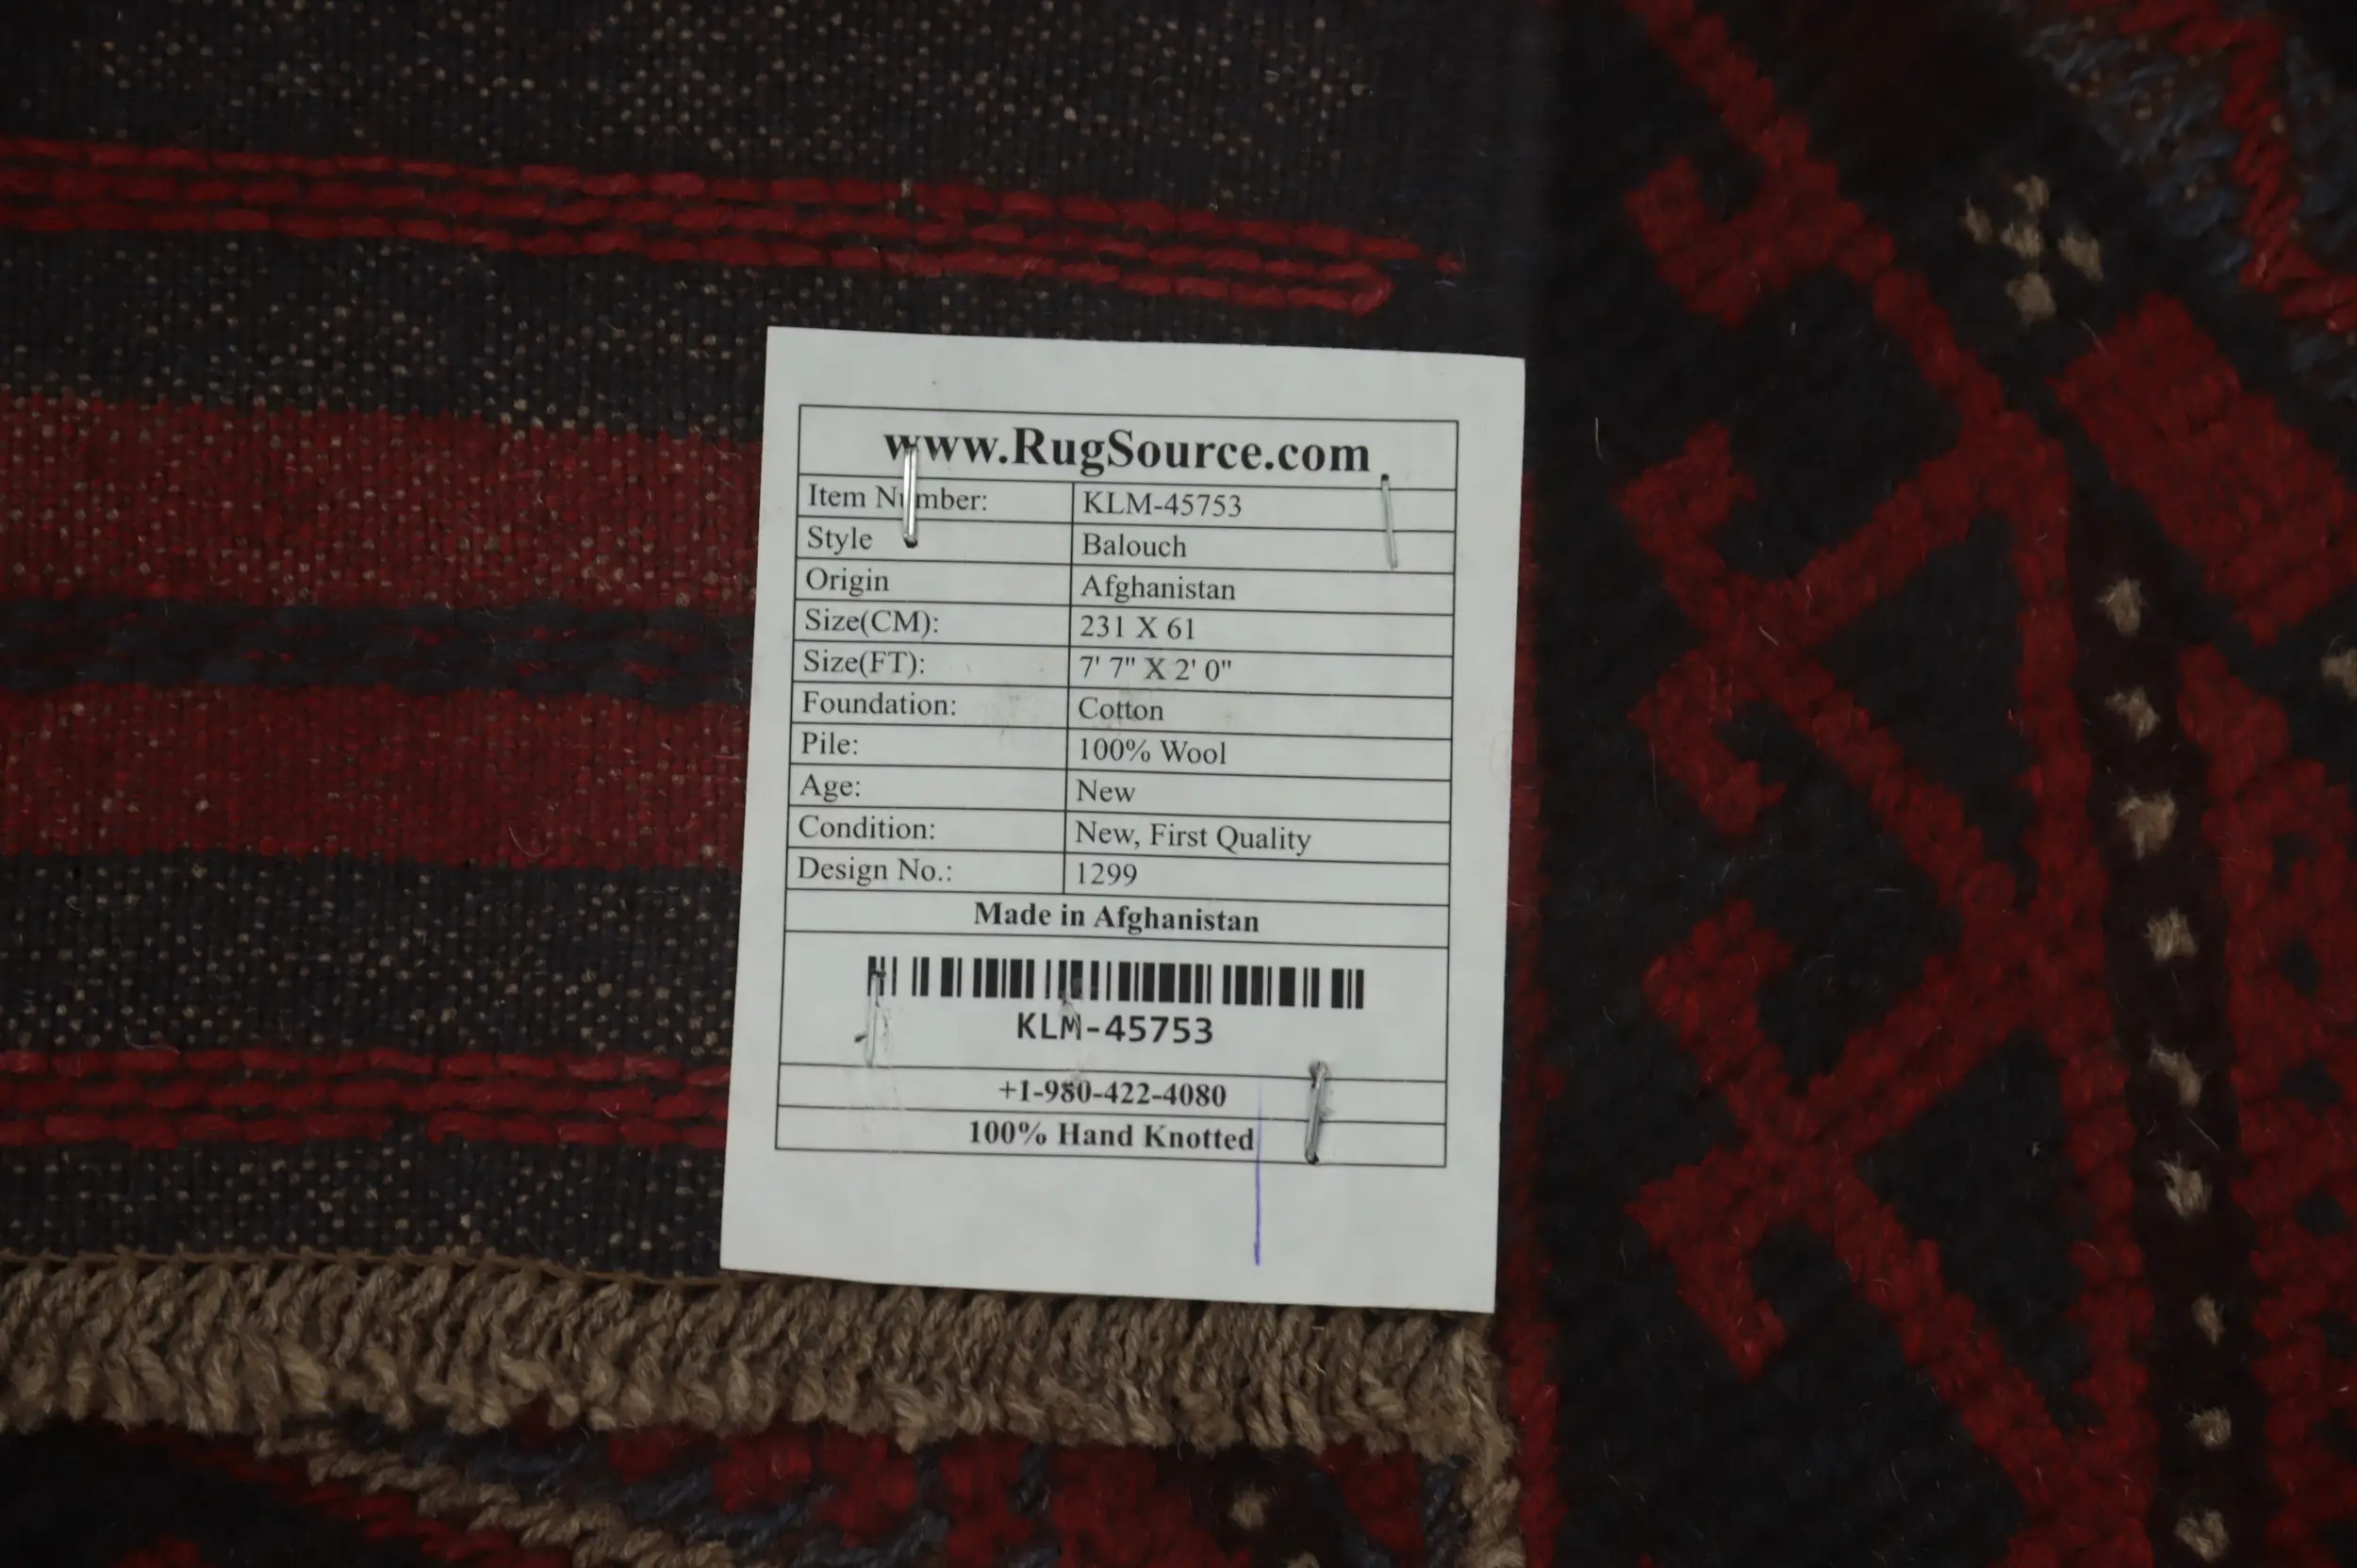 www.RugSource.com
Item Number: KLM-45753
Style Balouch
Origin Afghanistan
Size(CM): 231 X 61
Size(FT): 7' 7" X 2' 0"
Foundation: Cotton
Pile: 100% Wool
Age: New
Condition: New, First Quality
Design No.: 1299
Made in Afghanistan
KLM-45753
+1-980-422-4080
100% Hand Knotted